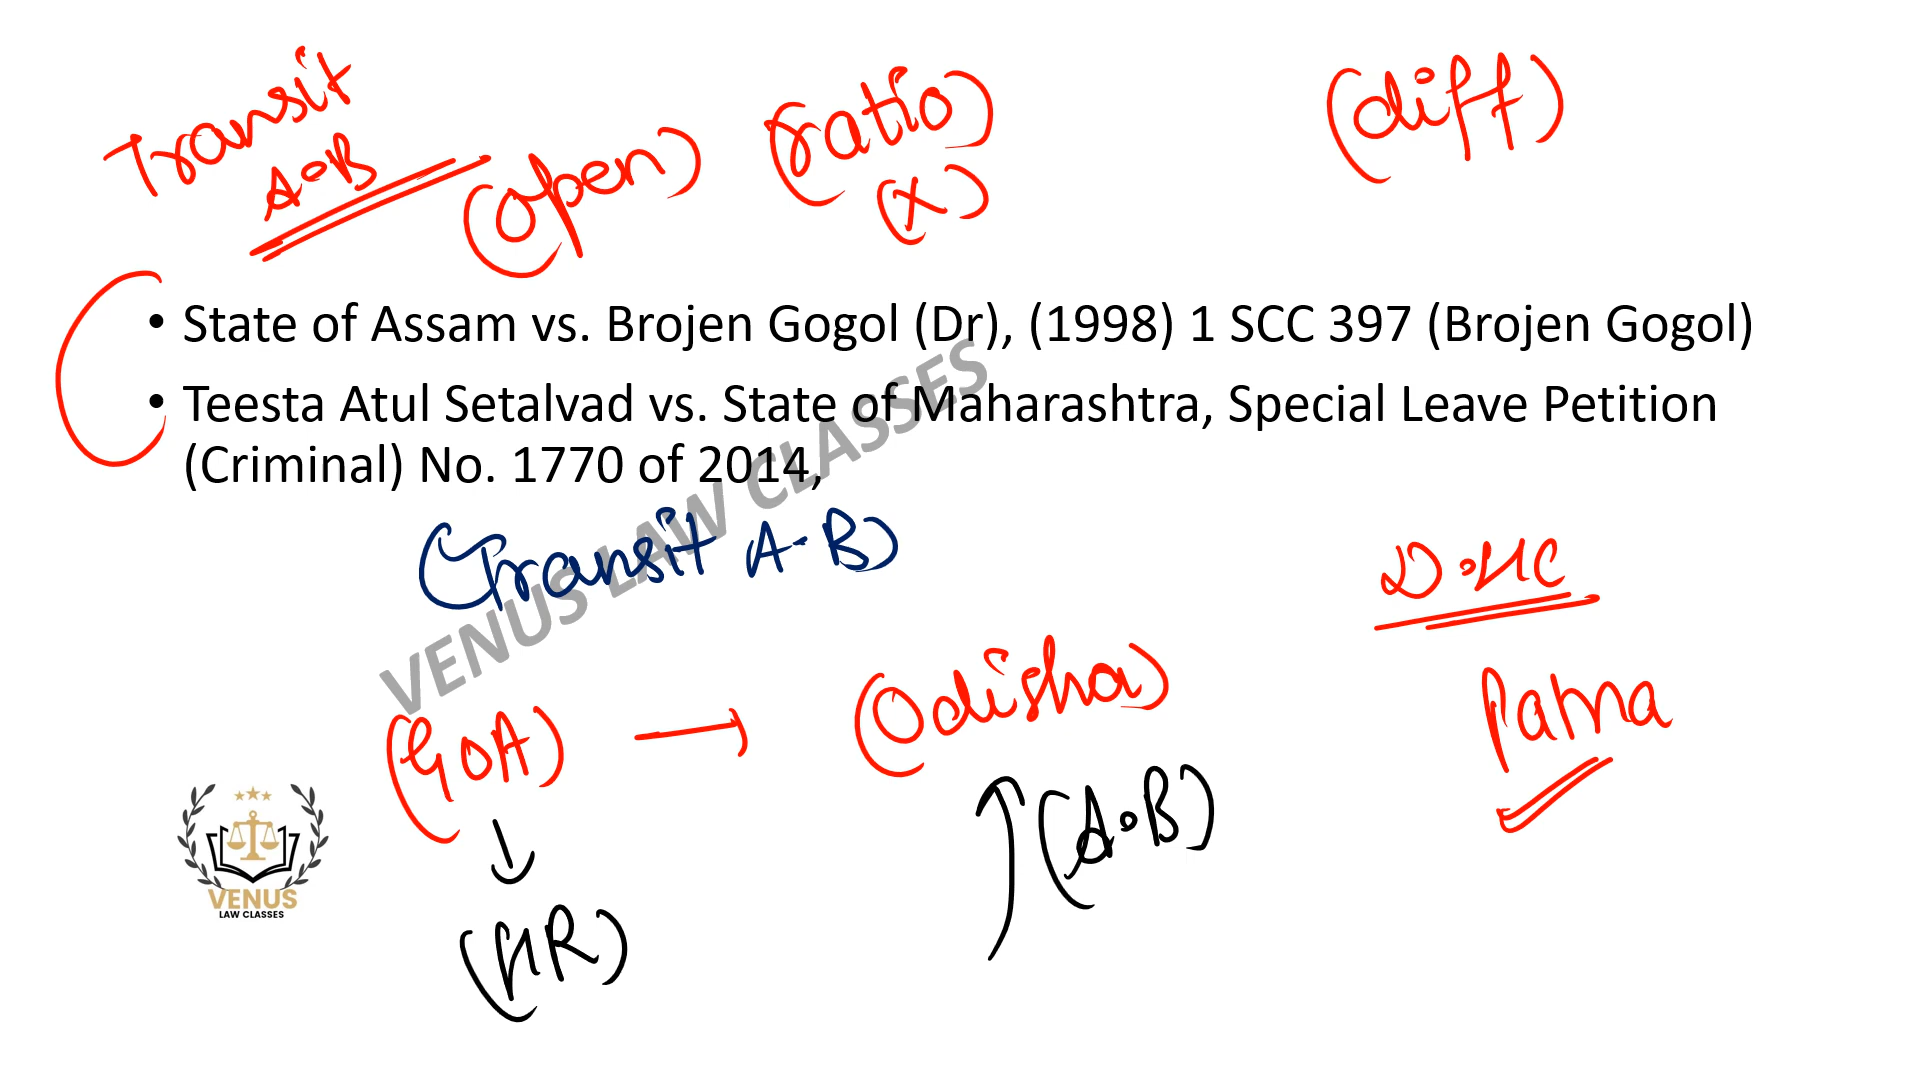 Transit
A.B
(open)
(ratio)
(X)
(diff)
• State of Assam vs. Brojen Gogol (Dr), (1998) 1 SCC 397 (Brojen Gogol)
• Teesta Atul Setalvad vs. State of Maharashtra, Special Leave Petition
(Criminal) No. 1770 of 2014,
VENUS LAW CLASSES
(Transit A-B)
D.HC
Patna
(GOA)
(Odisha)
(A.B)
(HR)
VENUS
LAW CLASSES